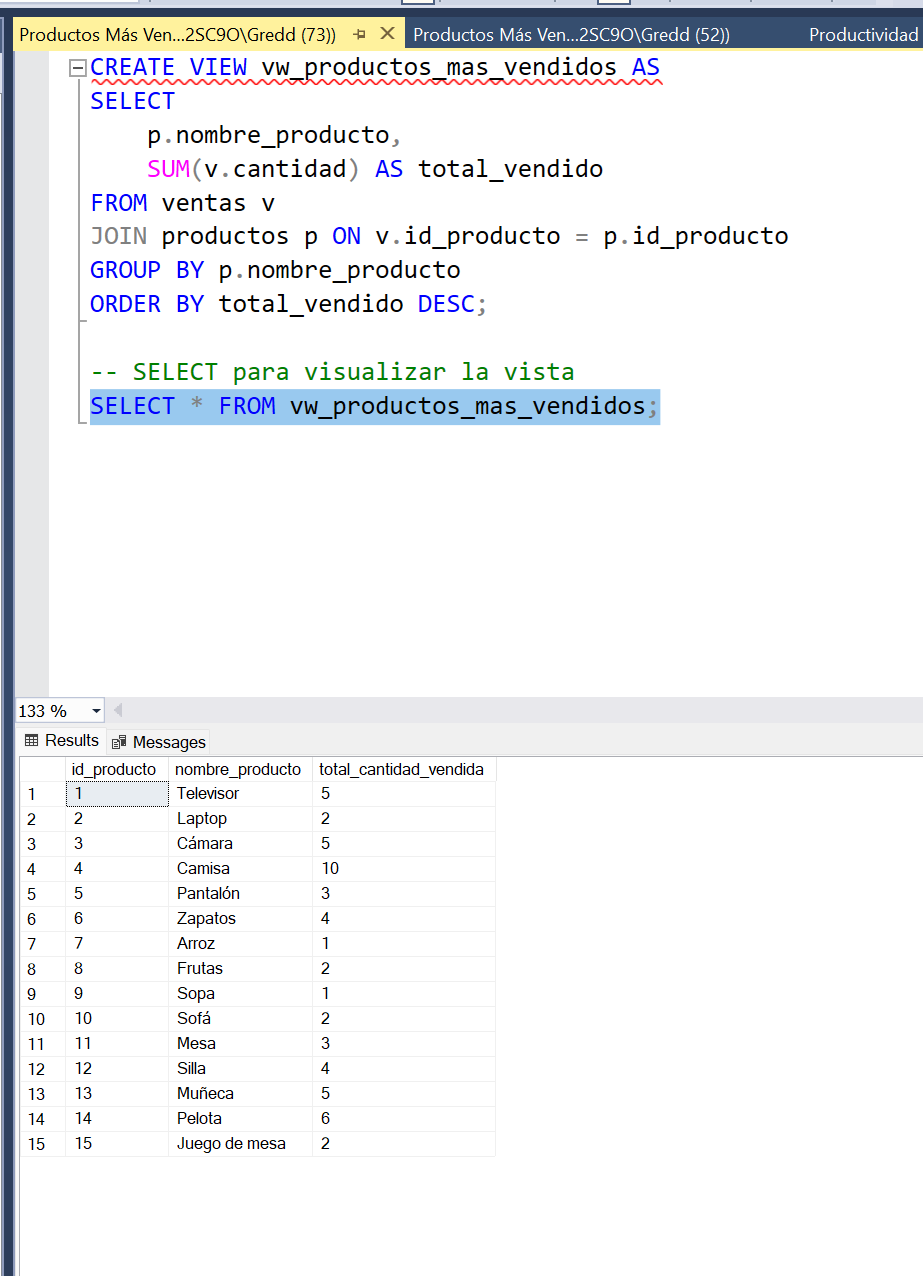 Productos Más Ven...2SC9O\Gredd (73)) Productos Más Ven...2SC9O\Gredd (52)) Productividad
CREATE VIEW vw_productos_mas_vendidos AS
SELECT
p.nombre_producto,
SUM(v.cantidad) AS total_vendido
FROM ventas v
JOIN productos p ON v.id_producto = p.id_producto
GROUP BY p.nombre_producto
ORDER BY total_vendido DESC;
-- SELECT para visualizar la vista
SELECT * FROM vw_productos_mas_vendidos;
133 %
Results Messages
id_producto nombre_producto total_cantidad_vendida
1 1 Televisor 5
2 2 Laptop 2
3 3 Cámara 5
4 4 Camisa 10
5 5 Pantalón 3
6 6 Zapatos 4
7 7 Arroz 1
8 8 Frutas 2
9 9 Sopa 1
10 10 Sofá 2
11 11 Mesa 3
12 12 Silla 4
13 13 Muñeca 5
14 14 Pelota 6
15 15 Juego de mesa 2